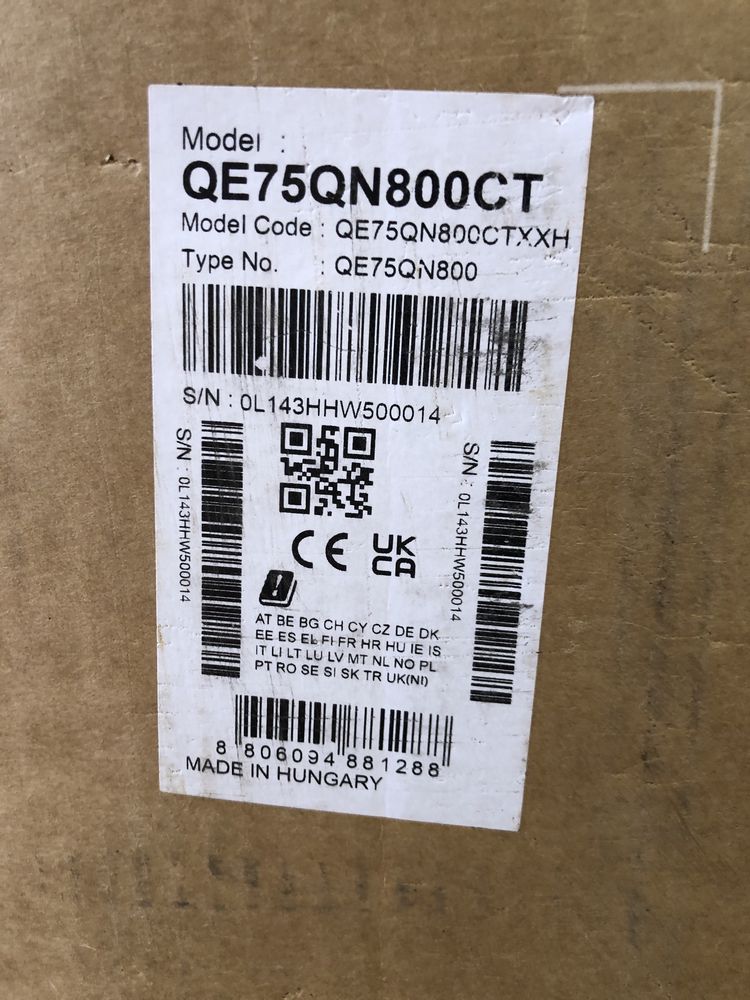 Model :
QE75QN800CT
Model Code : QE75QN800CTXXH
Type No. : QE75QN800
S/N : 0L143HHW500014
S/N : 0L143HHW500014
S/N : 0L143HHW500014
CE UK
CA
AT BE BG CH CY CZ DE DK
EE ES EL FI FR HR HU IE IS
IT LI LT LU LV MT NL NO PL
PT RO SE SI SK TR UK(NI)
8 806094 881288
MADE IN HUNGARY